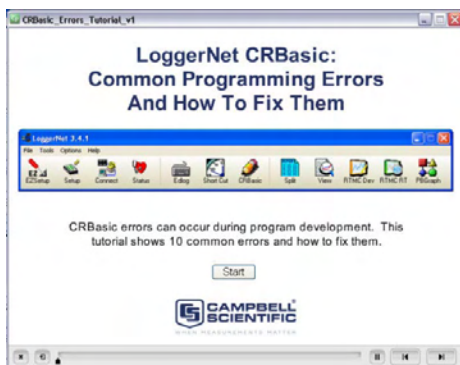 CRBasic_Errors_Tutorial_v1
LoggerNet CRBasic:
Common Programming Errors
And How To Fix Them
LoggerNet 3.4.1
File Tools Options Help
EZSetup Setup Connect Status Edlog Short Cut CRBasic Split View RTMC Dev RTMC RT PBGraph
CRBasic errors can occur during program development. This
tutorial shows 10 common errors and how to fix them.
Start
CAMPBELL
SCIENTIFIC
WHEN MEASUREMENTS MATTER